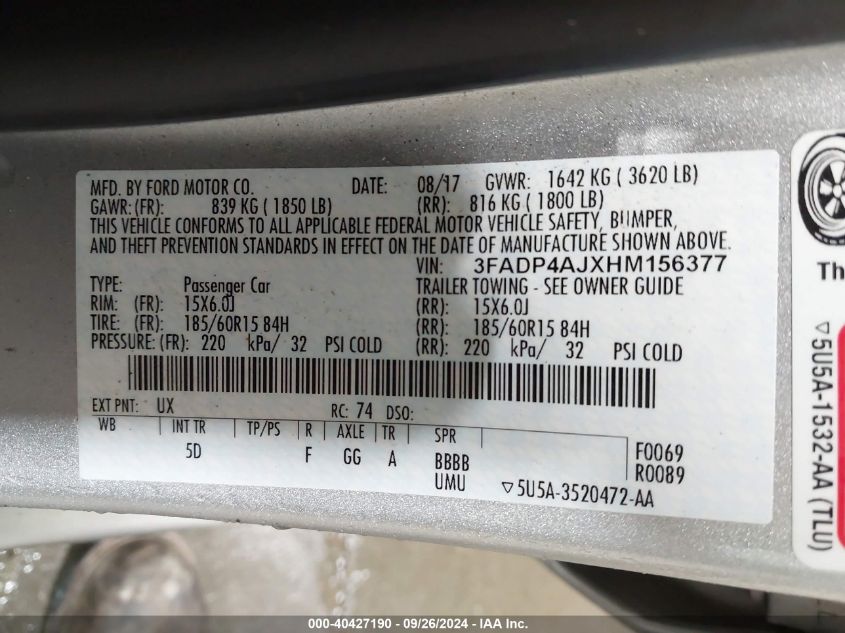 MFD. BY FORD MOTOR CO. DATE: 08/17 GVWR: 1642 KG ( 3620 LB)
GAWR: (FR): 839 KG ( 1850 LB) (RR): 816 KG ( 1800 LB)
THIS VEHICLE CONFORMS TO ALL APPLICABLE FEDERAL MOTOR VEHICLE SAFETY, BUMPER,
AND THEFT PREVENTION STANDARDS IN EFFECT ON THE DATE OF MANUFACTURE SHOWN ABOVE.
VIN: 3FADP4AJXHM156377
TYPE: Passenger Car TRAILER TOWING - SEE OWNER GUIDE
RIM: (FR): 15X6.0J (RR): 15X6.0J
TIRE: (FR): 185/60R15 84H (RR): 185/60R15 84H
PRESSURE: (FR): 220 kPa/ 32 PSI COLD (RR): 220 kPa/ 32 PSI COLD
EXT PNT: UX RC: 74 DSO:
WB INT TR TP/PS R AXLE TR SPR
5D F GG A BBBB F0069
UMU R0089
▽5U5A-3520472-AA
Th
▽5U5A-1532-AA (TLU)
000-40427190 - 09/26/2024 - IAA Inc.